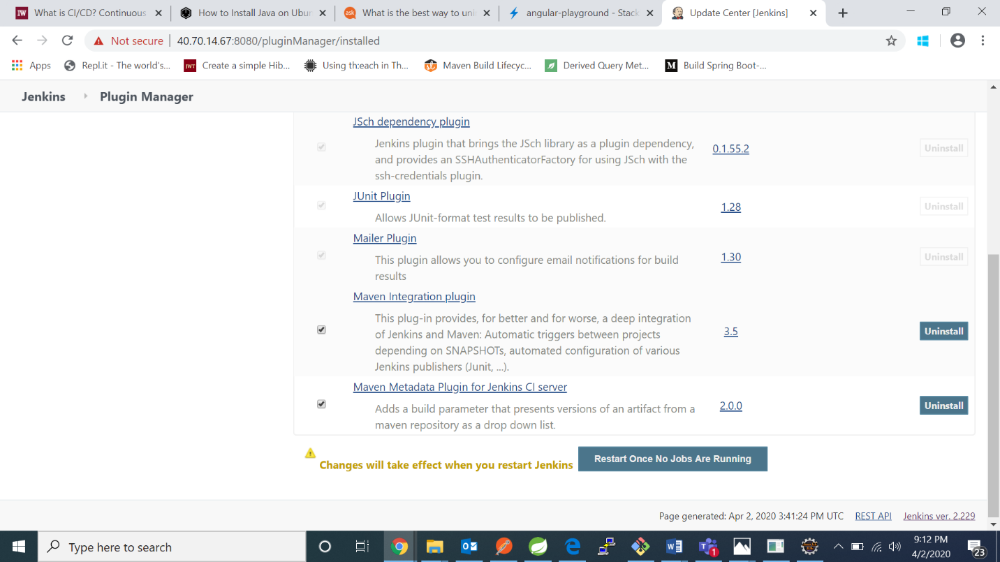 What is CI/CD? Continuous
How to Install Java on Ubun
What is the best way to uni
angular-playground - Stack
Update Center [Jenkins]
Not secure
40.70.14.67:8080/pluginManager/installed
Apps
Repl.it - The world's...
Create a simple Hib...
Using th:each in Th...
Maven Build Lifecyc...
Derived Query Met...
Build Spring Boot-...
Jenkins
Plugin Manager
JSch dependency plugin
Jenkins plugin that brings the JSch library as a plugin dependency,
and provides an SSHAuthenticatorFactory for using JSch with the
ssh-credentials plugin.
0.1.55.2
Uninstall
JUnit Plugin
Allows JUnit-format test results to be published.
1.28
Uninstall
Mailer Plugin
This plugin allows you to configure email notifications for build
results
1.30
Uninstall
Maven Integration plugin
This plug-in provides, for better and for worse, a deep integration
of Jenkins and Maven: Automatic triggers between projects
depending on SNAPSHOTs, automated configuration of various
Jenkins publishers (Junit, ...).
3.5
Uninstall
Maven Metadata Plugin for Jenkins CI server
Adds a build parameter that presents versions of an artifact from a
maven repository as a drop down list.
2.0.0
Uninstall
Changes will take effect when you restart Jenkins
Restart Once No Jobs Are Running
Page generated: Apr 2, 2020 3:41:24 PM UTC
REST API
Jenkins ver. 2.229
Type here to search
9:12 PM
4/2/2020
23